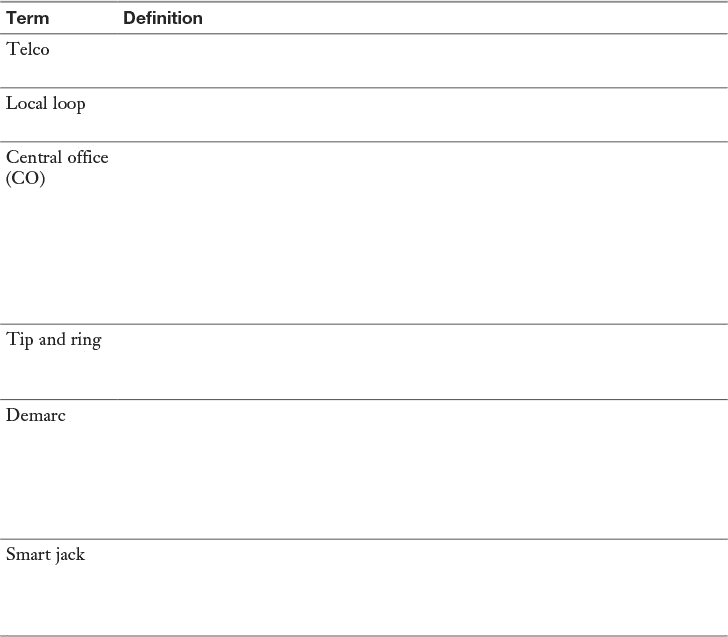 Term Definition
Telco
Local loop
Central office
(CO)
Tip and ring
Demarc
Smart jack